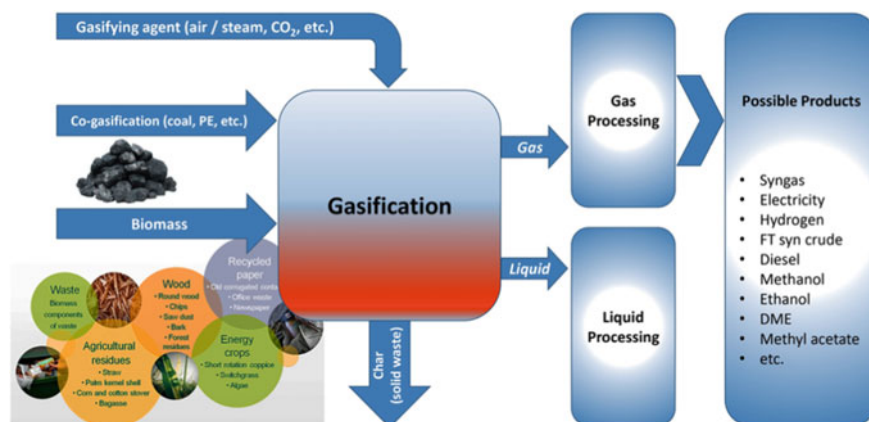 Gasifying agent (air / steam, CO₂, etc.)
Co-gasification (coal, PE, etc.)
Biomass
Gasification
Gas
Liquid
Char
(solid waste)
Gas
Processing
Liquid
Processing
Possible Products
• Syngas
• Electricity
• Hydrogen
• FT syn crude
• Diesel
• Methanol
• Ethanol
• DME
• Methyl acetate
• etc.
Waste
Biomass
components
of waste
Wood
• Round wood
• Chips
• Saw dust
• Bark
• Forest
residues
Recycled
paper
• Old corrugated
• Office waste
• Newspaper
Agricultural
residues
• Straw
• Palm kernel shell
• Corn and cotton stover
• Bagasse
Energy
crops
• Short rotation coppice
• Switchgrass
• Algae